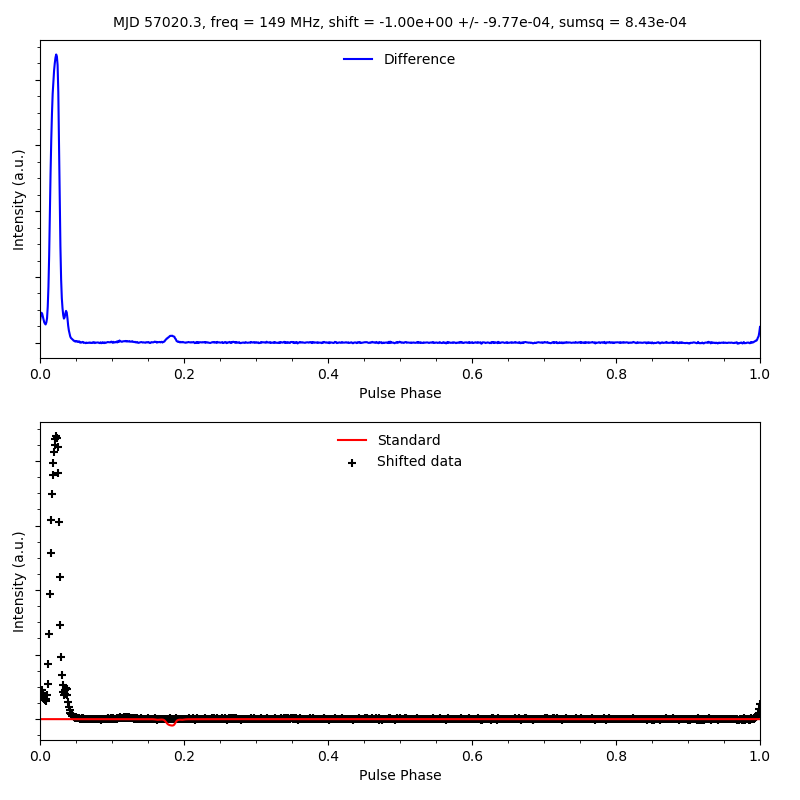 MJD 57020.3, freq = 149 MHz, shift = -1.00e+00 +/- -9.77e-04, sumsq = 8.43e-04
Difference
Intensity (a.u.)
0.0 0.2 0.4 0.6 0.8 1.0
Pulse Phase
Standard
Shifted data
Intensity (a.u.)
0.0 0.2 0.4 0.6 0.8 1.0
Pulse Phase